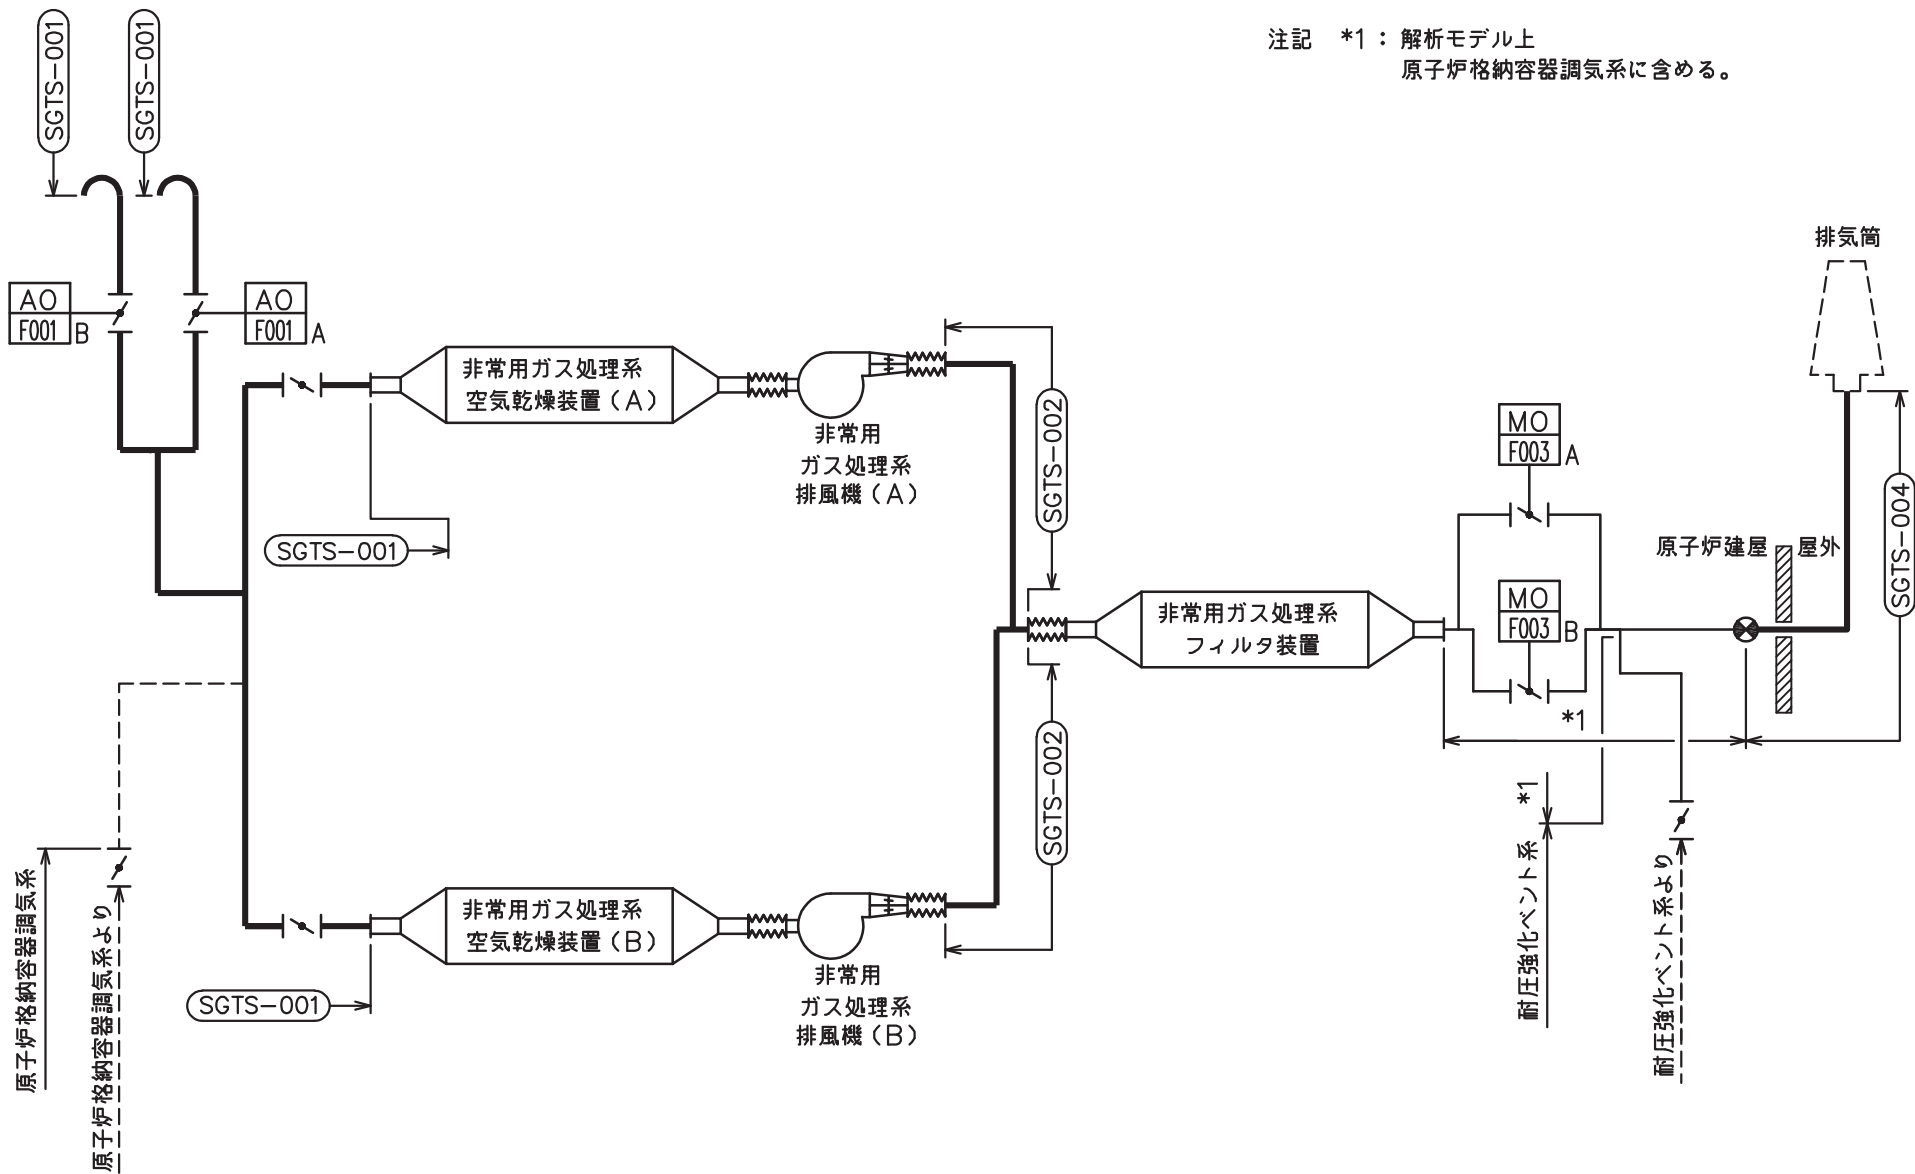 SGTS-001
SGTS-001
注記 *1 : 解析モデル上
原子炉格納容器調気系に含める。
排気筒
AO
F001
B
AO
F001
A
非常用ガス処理系
空気乾燥装置(A)
非常用
ガス処理系
排風機(A)
SGTS-002
MO
F003
A
SGTS-004
SGTS-001
原子炉建屋
屋外
MO
F003
B
非常用ガス処理系
フィルタ装置
*1
SGTS-002
耐圧強化ベント系 *1
耐圧強化ベント系より
原子炉格納容器調気系
原子炉格納容器調気系より
非常用ガス処理系
空気乾燥装置(B)
非常用
ガス処理系
排風機(B)
SGTS-001